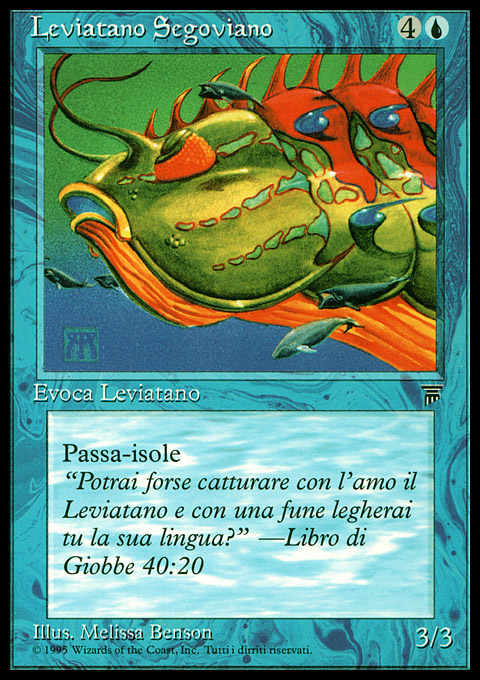 Leviatano Segoviano 4
Evoca Leviatano
Passa-isole
“Potrai forse catturare con l’amo il
Leviatano e con una fune legherai
tu la sua lingua?” —Libro di
Giobbe 40:20
Illus. Melissa Benson
3/3
© 1995 Wizards of the Coast, Inc. Tutti i dirriti riservati.